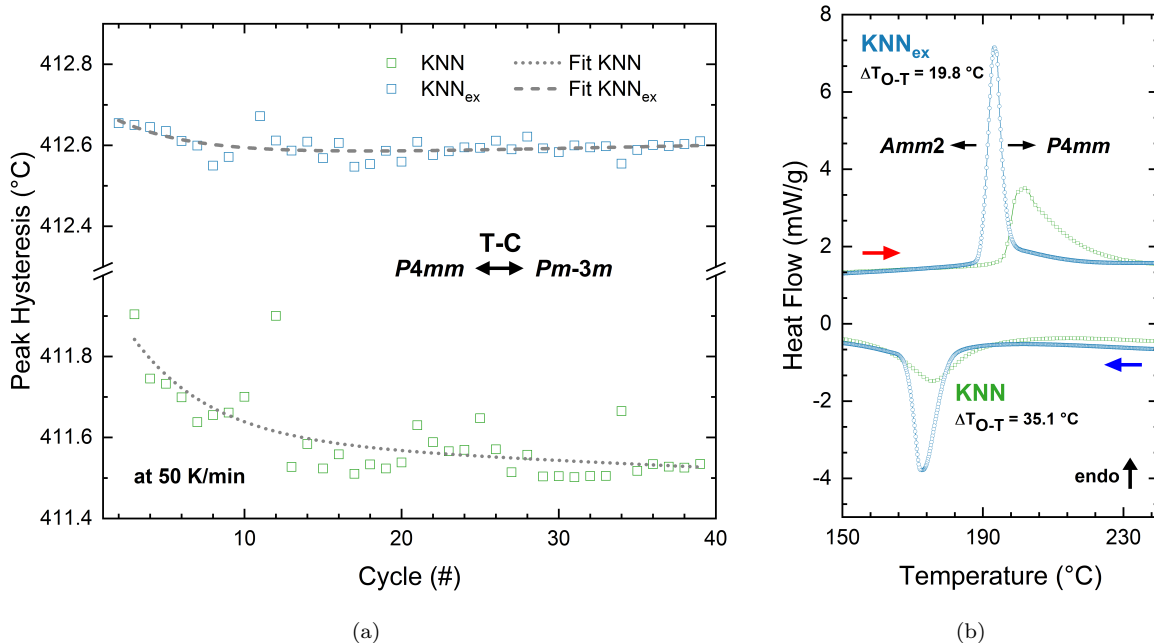 412.8
412.6
412.4
411.8
411.6
411.4
Peak Hysteresis (°C)
KNN
KNNex
Fit KNN
Fit KNNex
T-C
P4mm
Pm-3m
at 50 K/min
10
20
30
40
Cycle (#)
(a)
8
6
4
2
0
-2
-4
Heat Flow (mW/g)
KNNex
ΔTO-T = 19.8 °C
Amm2
P4mm
KNN
ΔTO-T = 35.1 °C
endo
150
190
230
Temperature (°C)
(b)